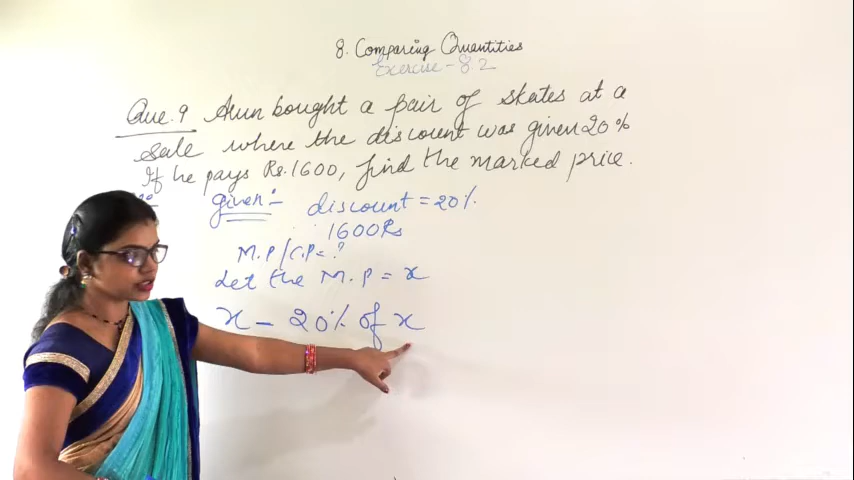 8. Comparing Quantities
Exercise - 8.2
Que.9 Arun bought a pair of skates at a
sale where the discount was given 20%
If he pays Rs.1600, find the marked price.
given:- discount = 20%.
1600Rs
M.P/C.P = ?
Let the M.P = x
x - 20% of x